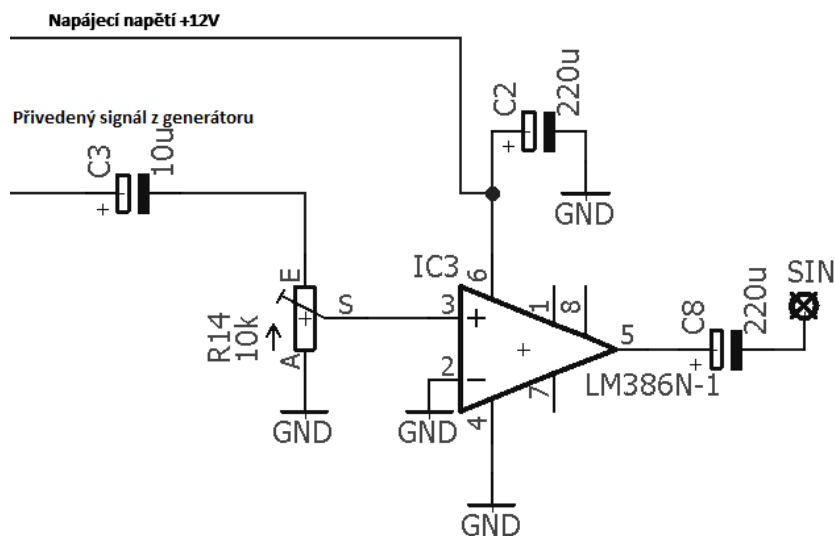 Napájecí napětí +12V
C2
220u
+
GND
Přivedený signál z generátoru
C3
10u
+
E
S
R14
10k
A
+
GND
IC3
6
3
+
2
-
GND
4
GND
+
1
8
7
5
LM386N-1
C8
220u
+
SIN